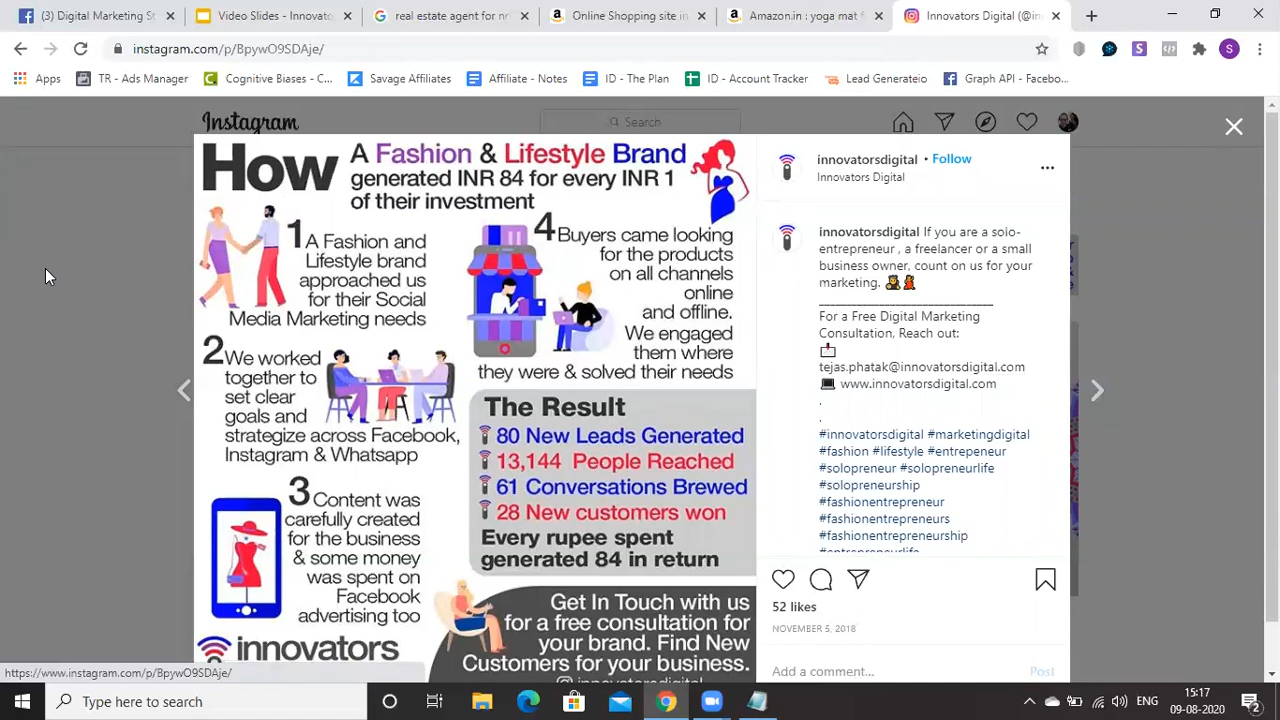 (3) Digital Marketing St
Video Slides - Innovato
real estate agent for nr
Online Shopping site in
Amazon.in : yoga mat f
Innovators Digital (@in
instagram.com/p/BpywO9SDAje/
S
Apps
TR - Ads Manager
Cognitive Biases - C...
Savage Affiliates
Affiliate - Notes
ID - The Plan
ID - Account Tracker
Lead Generateio
Graph API - Facebo...
Instagram
Search
How
A Fashion & Lifestyle Brand
generated INR 84 for every INR 1
of their investment
1
A Fashion and
Lifestyle brand
approached us
for their Social
Media Marketing needs
2
We worked
together to
set clear
goals and
strategize across Facebook,
Instagram & Whatsapp
3
Content was
carefully created
for the business
& some money
was spent on
Facebook
advertising too
innovators
4
Buyers came looking
for the products
on all channels
online
and offline.
We engaged
them where
they were & solved their needs
The Result
80 New Leads Generated
13,144 People Reached
61 Conversations Brewed
28 New customers won
Every rupee spent
generated 84 in return
Get In Touch with us
for a free consultation for
your brand. Find New
Customers for your business.
innovatorsdigital
innovatorsdigital • Follow
Innovators Digital
innovatorsdigital If you are a solo-
entrepreneur , a freelancer or a small
business owner, count on us for your
marketing.
For a Free Digital Marketing
Consultation, Reach out:
tejas.phatak@innovatorsdigital.com
www.innovatorsdigital.com
.
.
#innovatorsdigital #marketingdigital
#fashion #lifestyle #entrepeneur
#solopreneur #solopreneurlife
#solopreneurship
#fashionentrepreneur
#fashionentrepreneurs
#fashionentrepreneurship
#entrepreneurlife
52 likes
NOVEMBER 5, 2018
Add a comment...
Post
https://www.instagram.com/p/BpywO9SDAje/
Type here to search
ENG
15:17
09-08-2020
2